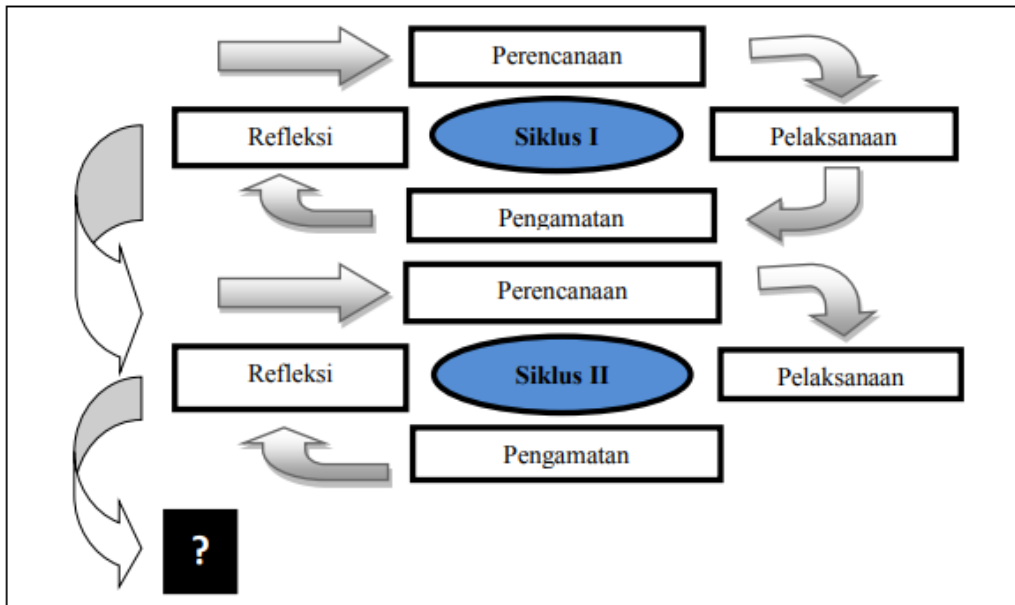 Perencanaan
Refleksi
Siklus I
Pelaksanaan
Pengamatan
Perencanaan
Refleksi
Siklus II
Pelaksanaan
Pengamatan
?